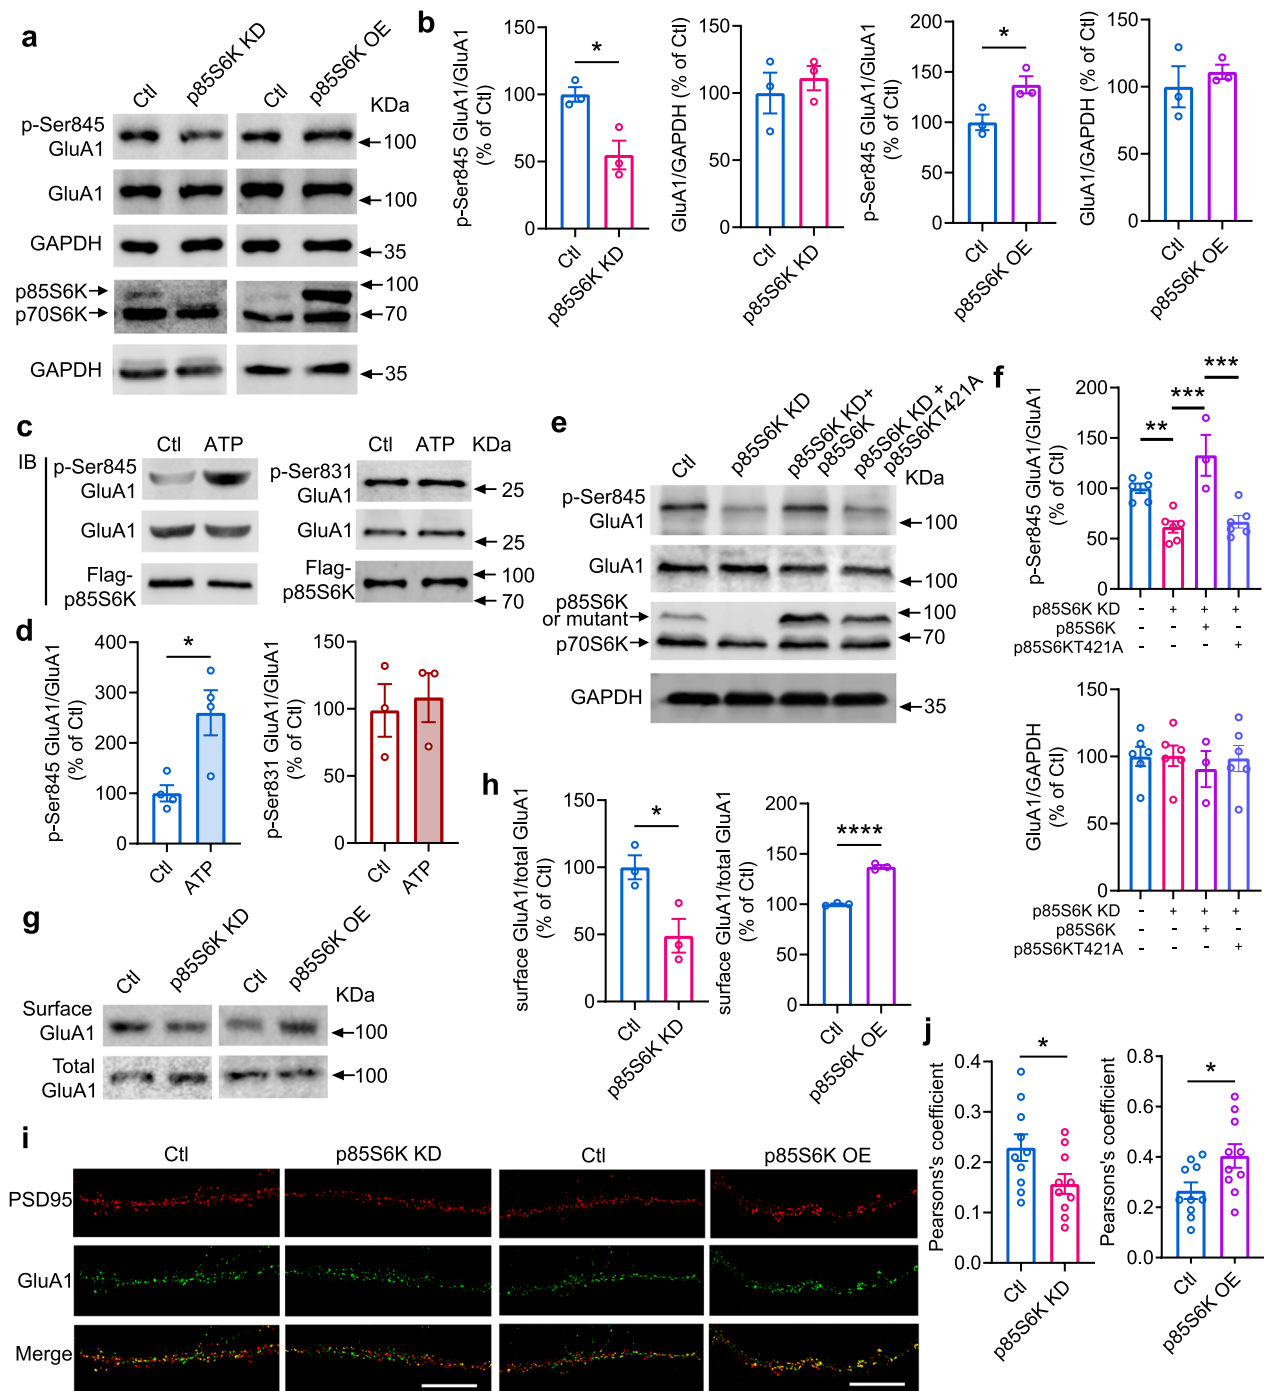 a
Ctl
p85S6K KD
Ctl
p85S6K OE
KDa
p-Ser845
GluA1
100
GluA1
100
GAPDH
35
p85S6K
100
p70S6K
70
GAPDH
35
b
p-Ser845 GluA1/GluA1
(% of Ctl)
150
100
50
0
*
Ctl
p85S6K KD
GluA1/GAPDH (% of Ctl)
150
100
50
0
Ctl
p85S6K KD
p-Ser845 GluA1/GluA1
(% of Ctl)
200
150
100
50
0
*
Ctl
p85S6K OE
GluA1/GAPDH (% of Ctl)
150
100
50
0
Ctl
p85S6K OE
c
IB
Ctl
ATP
p-Ser845
GluA1
GluA1
Flag-
p85S6K
Ctl
ATP
KDa
p-Ser831
GluA1
25
GluA1
25
Flag-
p85S6K
100
70
d
p-Ser845 GluA1/GluA1
(% of Ctl)
400
300
200
100
0
*
Ctl
ATP
p-Ser831 GluA1/GluA1
(% of Ctl)
150
100
50
0
Ctl
ATP
e
Ctl
p85S6K KD
p85S6K KD+
p85S6K
p85S6K KD +
p85S6KT421A
KDa
p-Ser845
GluA1
100
GluA1
100
p85S6K
or mutant
100
p70S6K
70
GAPDH
35
f
p-Ser845 GluA1/GluA1
(% of Ctl)
200
150
100
50
0
**
***
***
p85S6K KD - + + +
p85S6K - - + -
p85S6KT421A - - - +
GluA1/GAPDH
(% of Ctl)
150
100
50
0
p85S6K KD - + + +
p85S6K - - + -
p85S6KT421A - - - +
g
Ctl
p85S6K KD
Ctl
p85S6K OE
KDa
Surface
GluA1
100
Total
GluA1
100
h
surface GluA1/total GluA1
(% of Ctl)
150
100
50
0
*
Ctl
p85S6K KD
surface GluA1/total GluA1
(% of Ctl)
200
150
100
50
0
****
Ctl
p85S6K OE
i
Ctl
p85S6K KD
Ctl
p85S6K OE
PSD95
GluA1
Merge
j
Pearsons's coefficient
0.4
0.3
0.2
0.1
0.0
*
Ctl
p85S6K KD
Pearsons's coefficient
0.8
0.6
0.4
0.2
0.0
*
Ctl
p85S6K OE